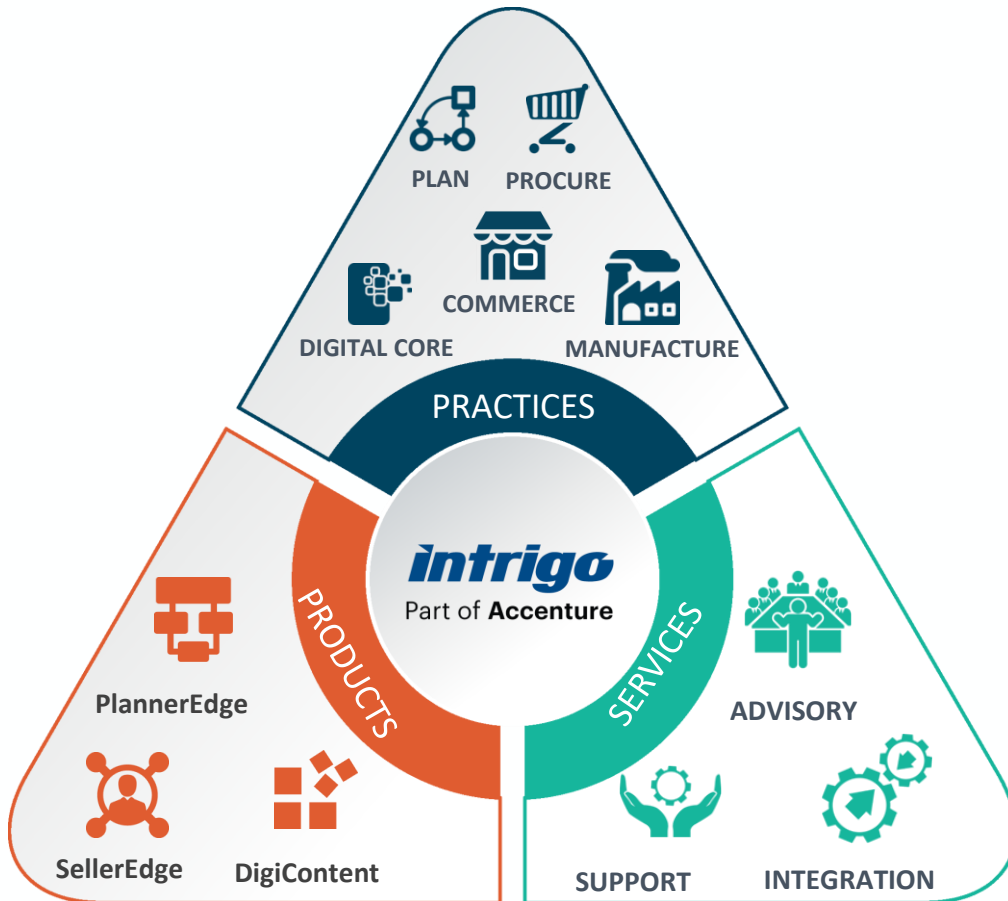 PLAN
PROCURE
COMMERCE
DIGITAL CORE
MANUFACTURE
PRACTICES
intrigo
Part of Accenture
PRODUCTS
PlannerEdge
SellerEdge
DigiContent
SERVICES
ADVISORY
SUPPORT
INTEGRATION